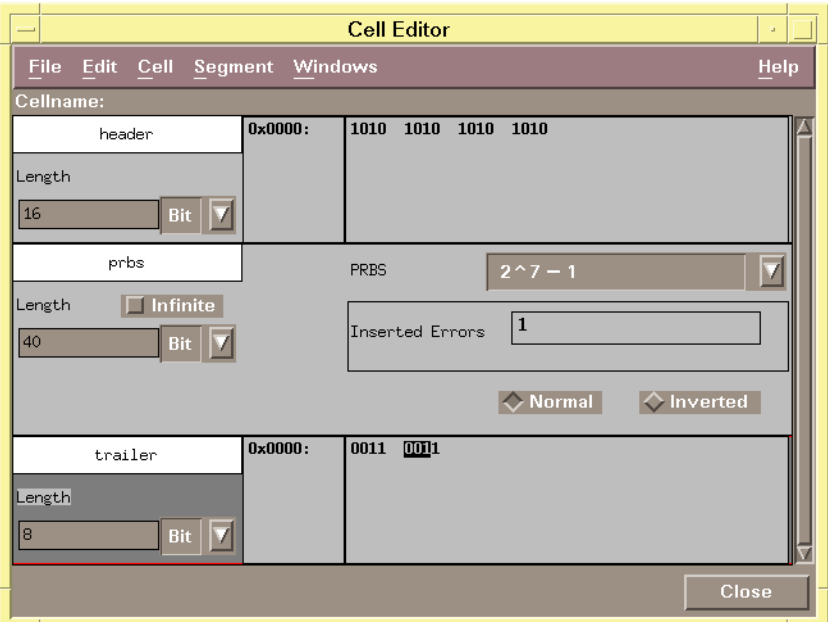 Cell Editor
File Edit Cell Segment Windows Help
Cellname:
header 0x0000: 1010 1010 1010 1010
Length
16 Bit
prbs PRBS 2^7 – 1
Length Infinite
Inserted Errors 1
40 Bit
Normal Inverted
trailer 0x0000: 0011 0011
Length
8 Bit
Close